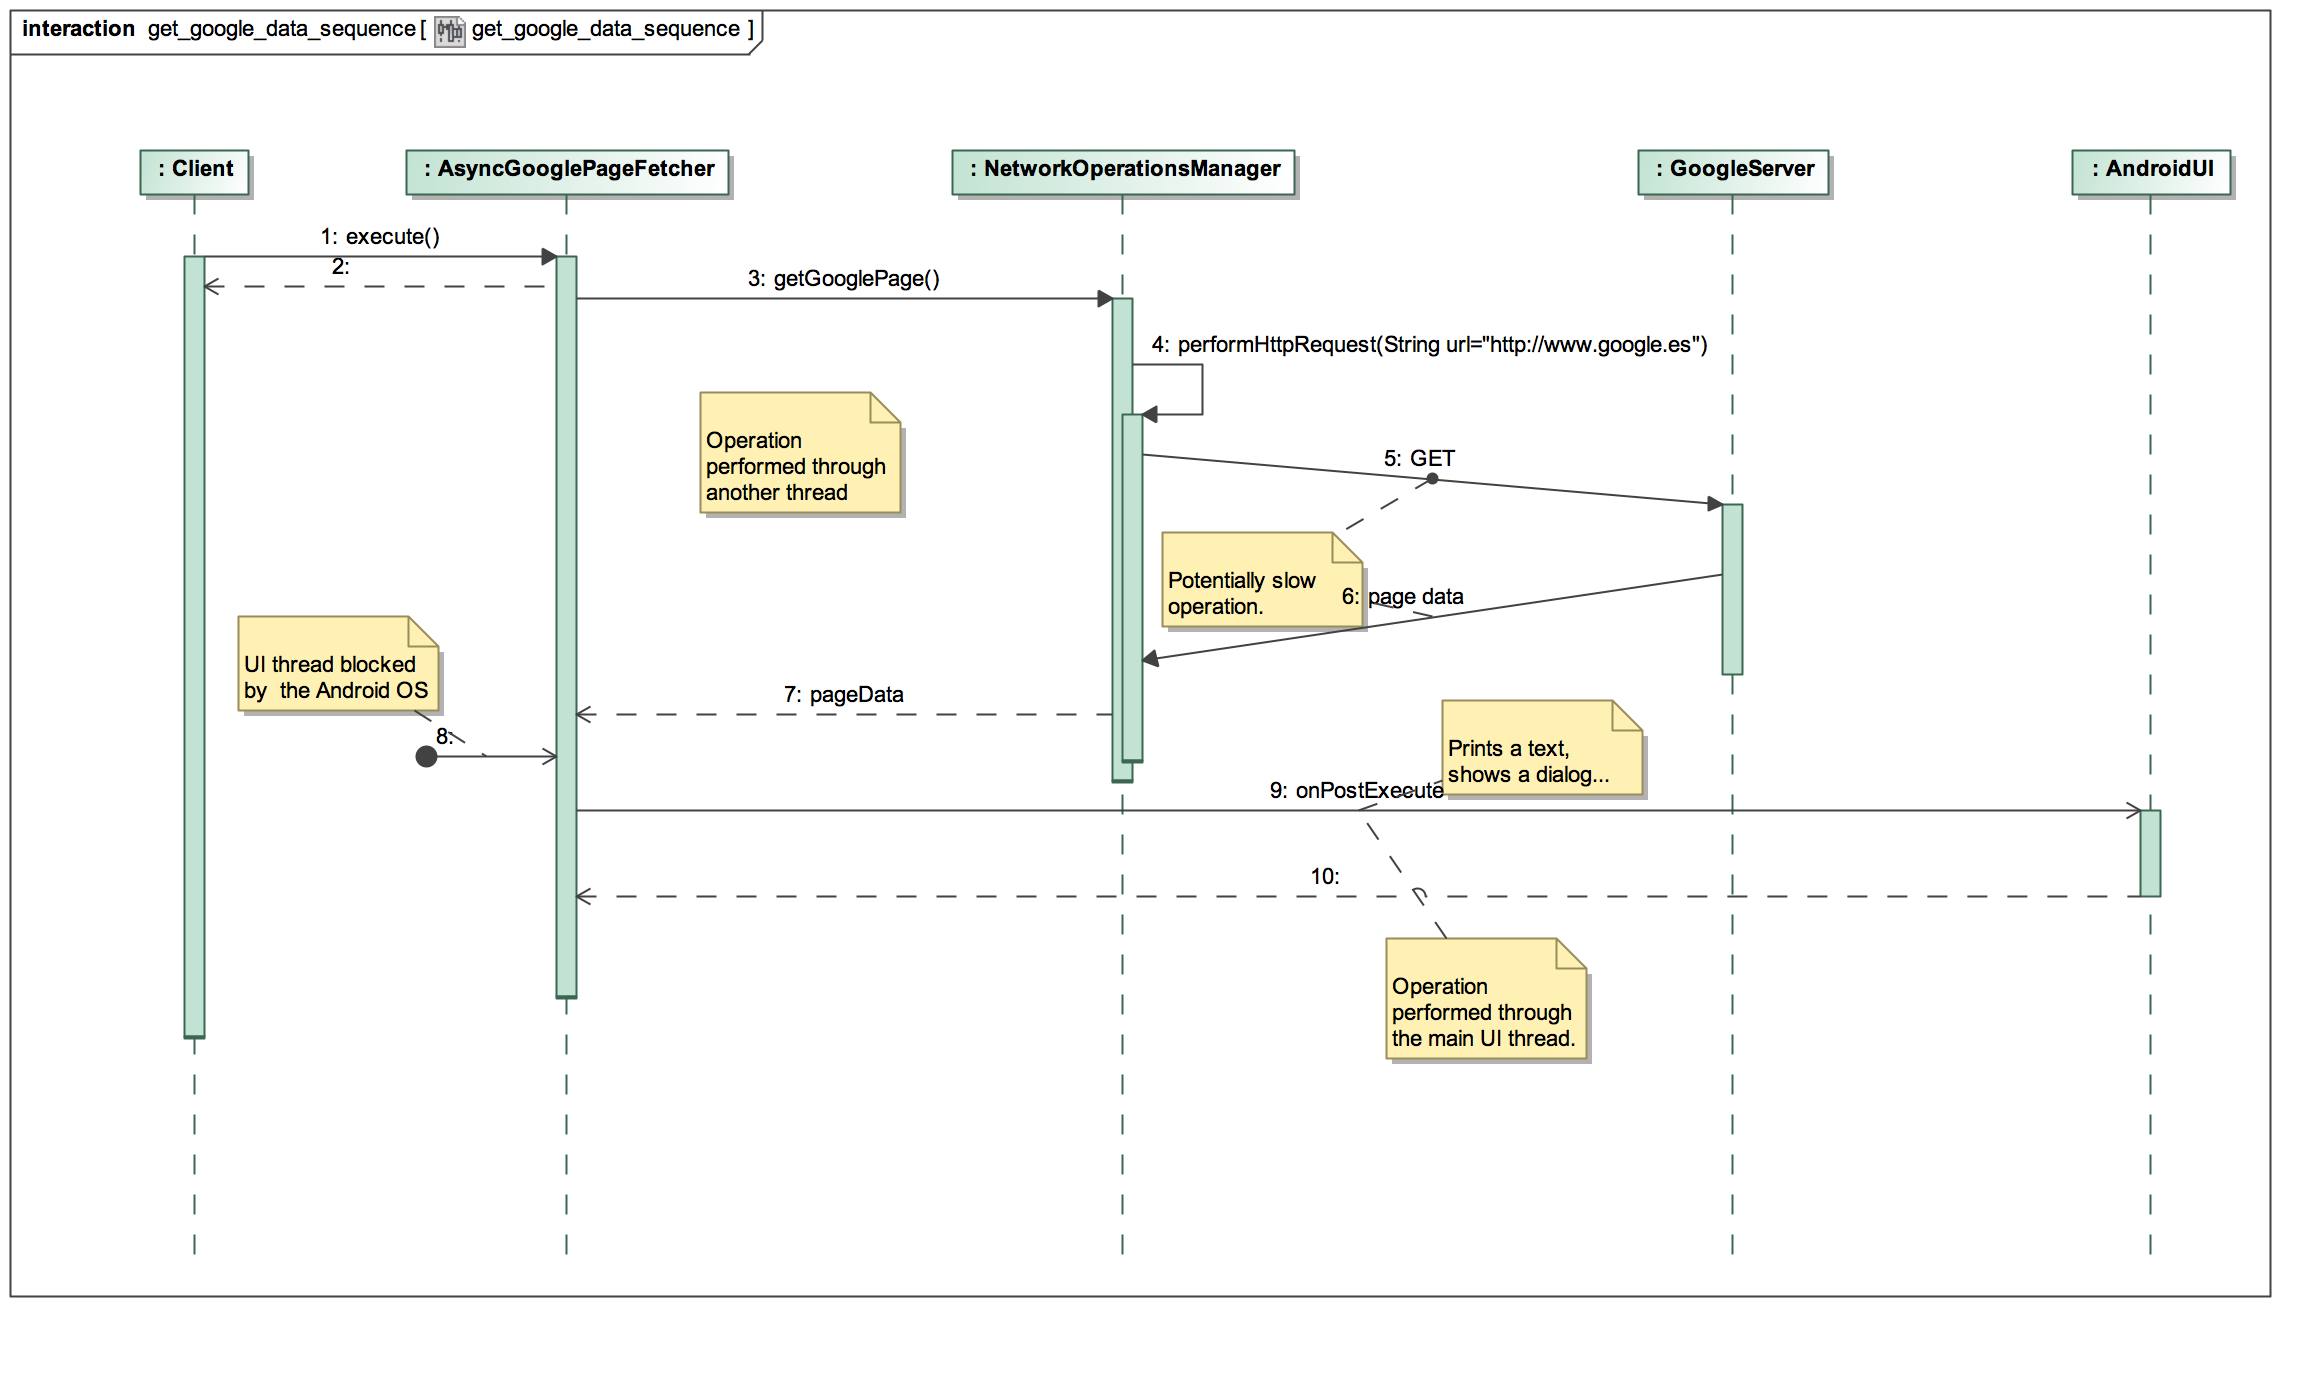 interaction get_google_data_sequence [ get_google_data_sequence ]
: Client
: AsyncGooglePageFetcher
: NetworkOperationsManager
: GoogleServer
: AndroidUI
1: execute()
2:
3: getGooglePage()
4: performHttpRequest(String url="http://www.google.es")
Operation
performed through
another thread
5: GET
Potentially slow
operation.
6: page data
UI thread blocked
by  the Android OS
7: pageData
8:
Prints a text,
shows a dialog...
9: onPostExecute
10:
Operation
performed through
the main UI thread.